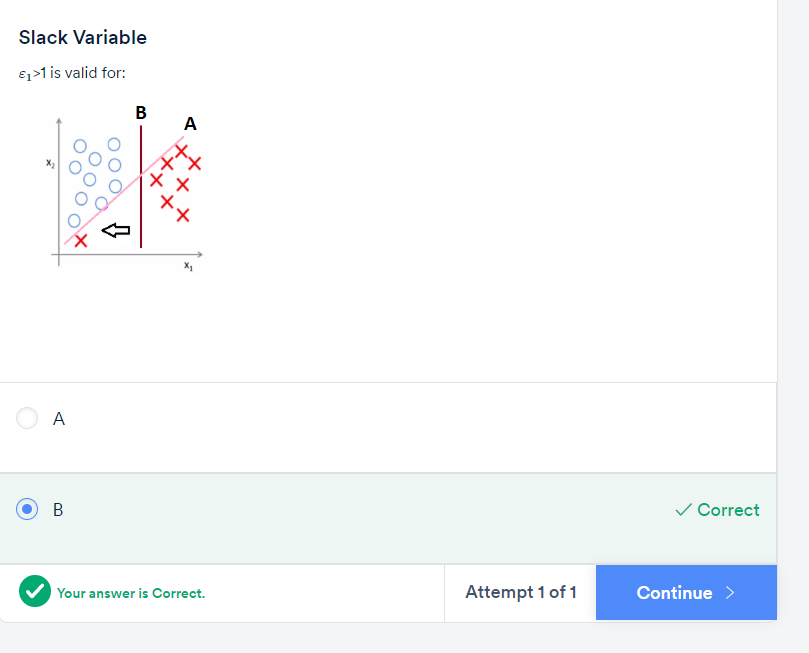 Slack Variable
ε₁>1 is valid for:
B
A
x₂
x₁
A
B
Correct
Your answer is Correct.
Attempt 1 of 1
Continue